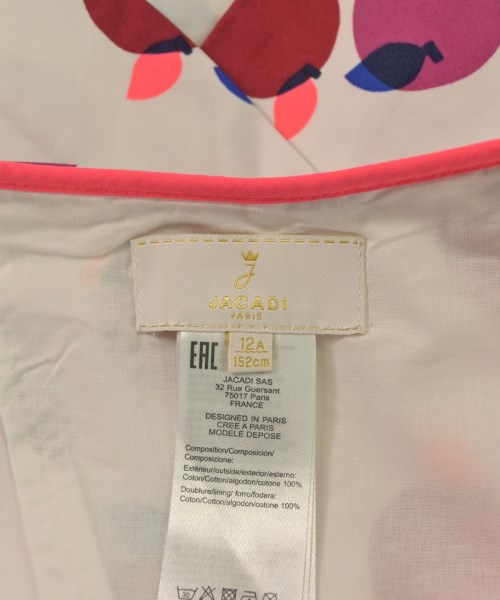 J
JACADI
PARIS
EAC
12A
152cm
JACADI SAS
32 Rue Guersant
75017 Paris
FRANCE
DESIGNED IN PARIS
CREE A PARIS
MODELE DEPOSE
Composition/Composición/
Composizione:
Extérieur/outside/exterior/esterno:
Coton/Cotton/algodon/cotone 100%
Doublure/lining/ forro/fodera:
Coton/Cotton/algodon/cotone 100%
30